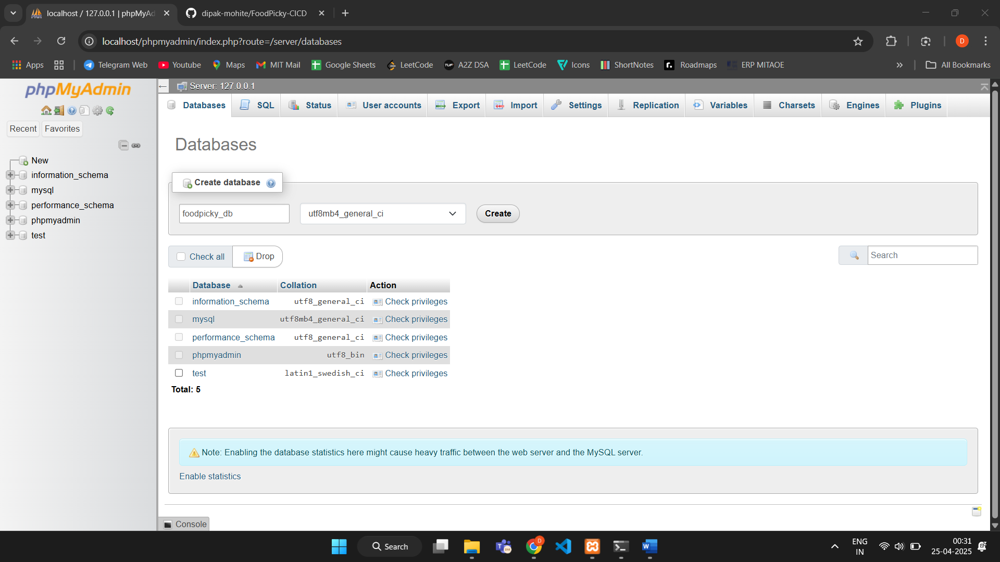 localhost / 127.0.0.1 | phpMyAd
dipak-mohite/FoodPicky-CICD
localhost/phpmyadmin/index.php?route=/server/databases
D
Apps
Telegram Web
Youtube
Maps
MIT Mail
Google Sheets
LeetCode
A2Z DSA
LeetCode
Icons
ShortNotes
Roadmaps
ERP MITAOE
All Bookmarks
phpMyAdmin
Recent
Favorites
New
information_schema
mysql
performance_schema
phpmyadmin
test
Server: 127.0.0.1
Databases
SQL
Status
User accounts
Export
Import
Settings
Replication
Variables
Charsets
Engines
Plugins
Databases
Create database
foodpicky_db
utf8mb4_general_ci
Create
Check all
Drop
Search
Database Collation Action
information_schema utf8_general_ci Check privileges
mysql utf8mb4_general_ci Check privileges
performance_schema utf8_general_ci Check privileges
phpmyadmin utf8_bin Check privileges
test latin1_swedish_ci Check privileges
Total: 5
Note: Enabling the database statistics here might cause heavy traffic between the web server and the MySQL server.
Enable statistics
Console
Search
D
ENG
IN
00:31
25-04-2025